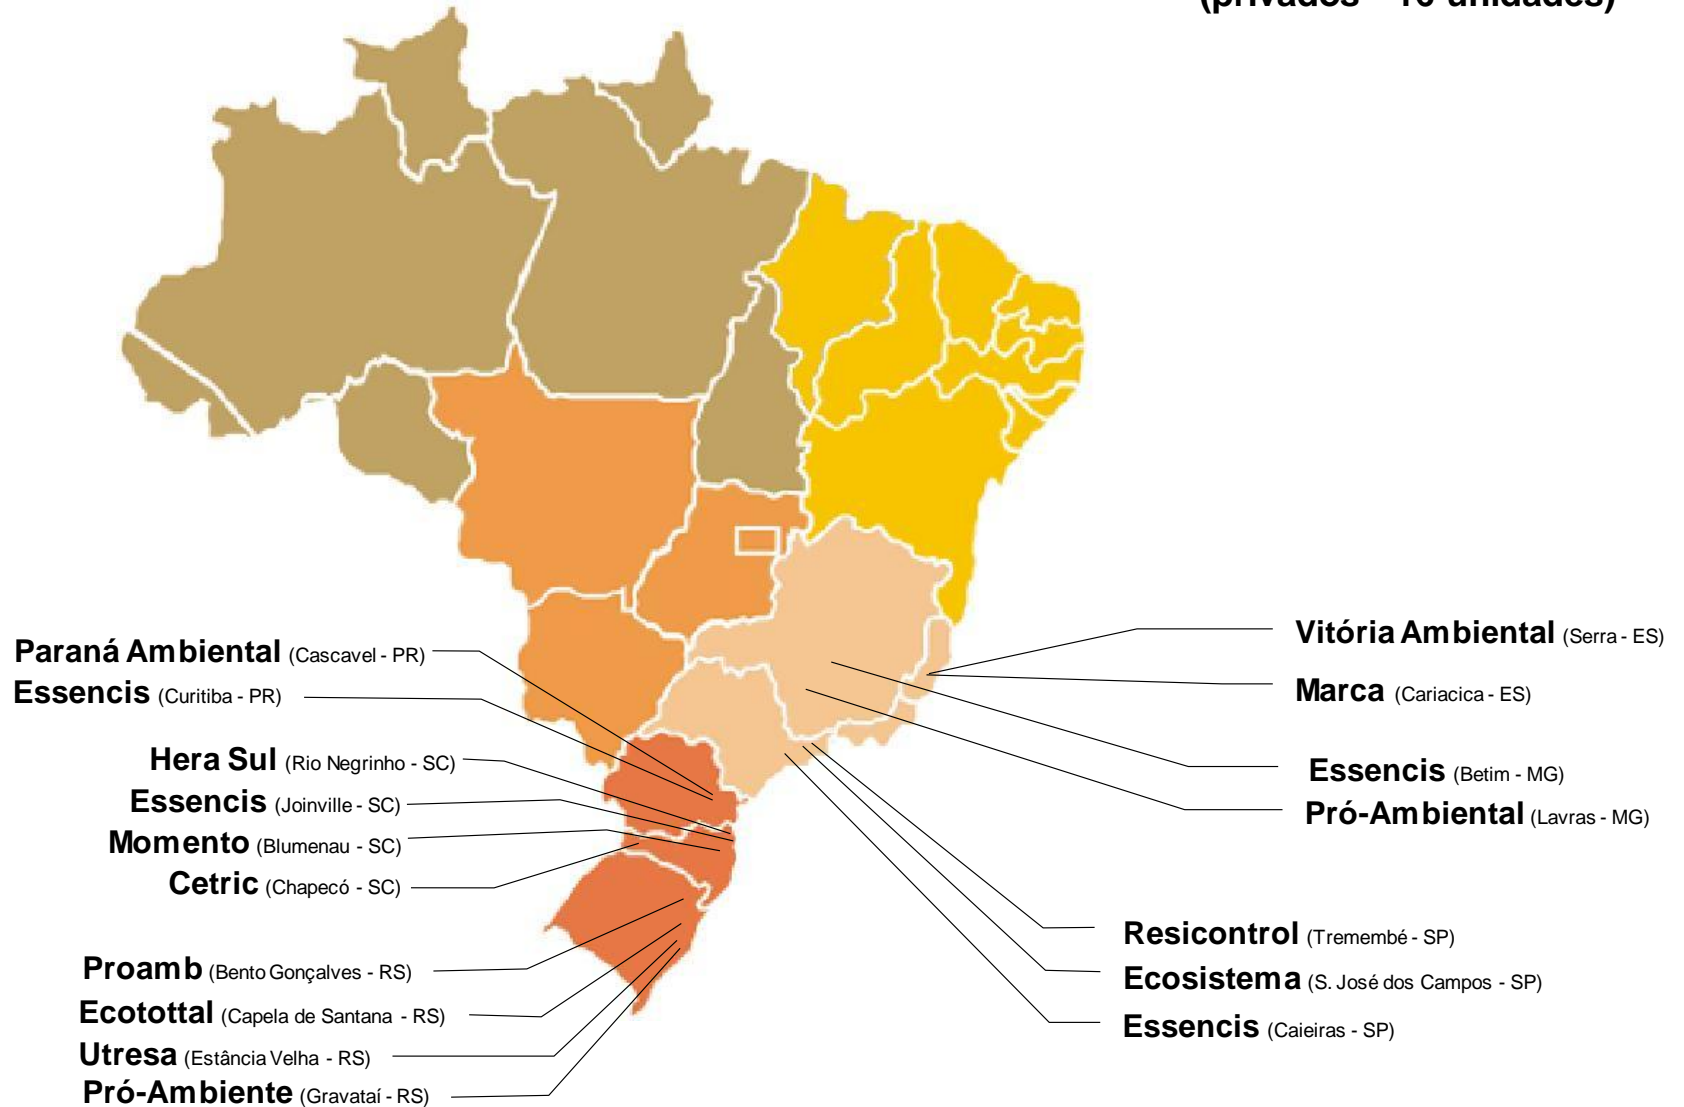 (privados
unidades)
Paraná Ambiental (Cascavel - PR)
Essencis (Curitiba - PR)
Hera Sul (Rio Negrinho - SC)
Essencis (Joinville - SC)
Momento (Blumenau - SC)
Cetric (Chapecó - SC)
Proamb (Bento Gonçalves - RS)
Ecotottal (Capela de Santana - RS)
Utresa (Estância Velha - RS)
Pró-Ambiente (Gravataí - RS)
Vitória Ambiental (Serra - ES)
Marca (Cariacica - ES)
Essencis (Betim - MG)
Pró-Ambiental (Lavras - MG)
Resicontrol (Tremembé - SP)
Ecosistema (S. José dos Campos - SP)
Essencis (Caieiras - SP)